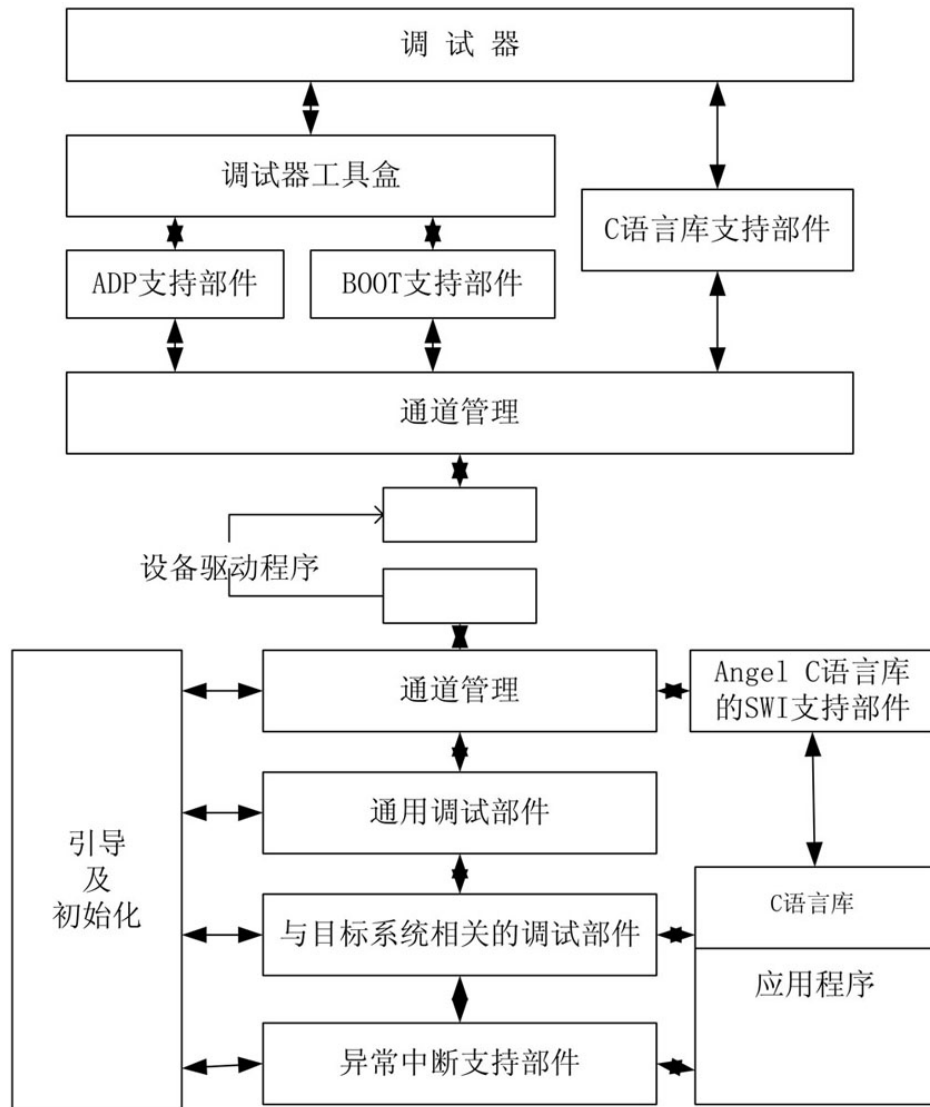 调 试 器
调试器工具盒
C语言库支持部件
ADP支持部件
BOOT支持部件
通道管理
设备驱动程序
通道管理
Angel C语言库
的SWI支持部件
通用调试部件
引导
及
初始化
与目标系统相关的调试部件
C语言库
应用程序
异常中断支持部件